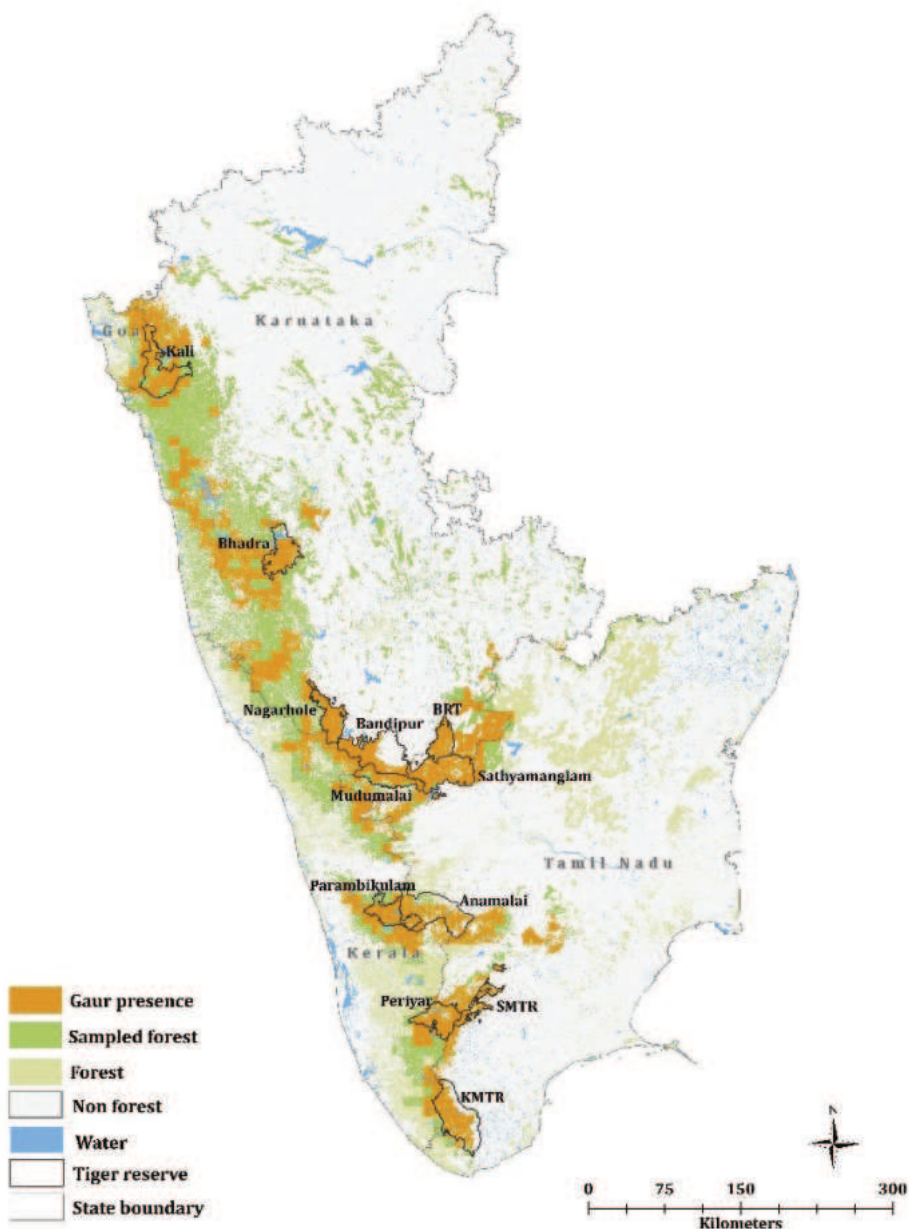 Karnataka
Goa
Kali
Bhadra
Nagarhole
Bandipur
BRT
Sathyamanglam
Mudumalai
Tamil Nadu
Parambikulam
Anamalai
Kerala
Periyar
SMTR
KMTR
Gaur presence
Sampled forest
Forest
Non forest
Water
Tiger reserve
State boundary
N
0 75 150 300
Kilometers